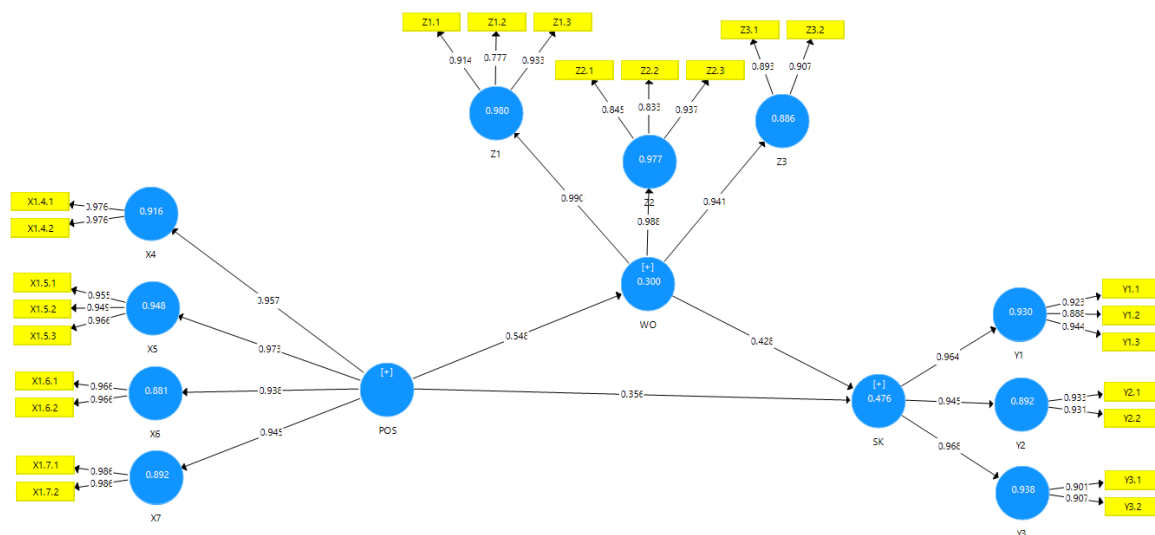 Z1.1 Z1.2 Z1.3
Z3.1 Z3.2
0.914 0.777 0.933
Z2.1 Z2.2 Z2.3
0.893 0.907
0.980
0.845 0.833 0.937
0.886
Z1
0.977
Z3
Z2
X1.4.1 0.976
X1.4.2 0.976
0.916
X4
0.990 0.988 0.941
[+]
0.300
WO
X1.5.1 0.955
X1.5.2 0.949
X1.5.3 0.966
0.948
X5
0.957
0.973
0.548
0.428
Y1.1 0.923
Y1.2 0.888
Y1.3 0.944
0.930
Y1
0.964
X1.6.1 0.966
X1.6.2 0.966
0.881
X6
0.938
[+]
POS
0.356
[+]
0.476
SK
0.945
0.892
Y2
0.933 Y2.1
0.931 Y2.2
0.945
X1.7.1 0.986
X1.7.2 0.986
0.892
X7
0.968
0.938
Y3
0.901 Y3.1
0.907 Y3.2